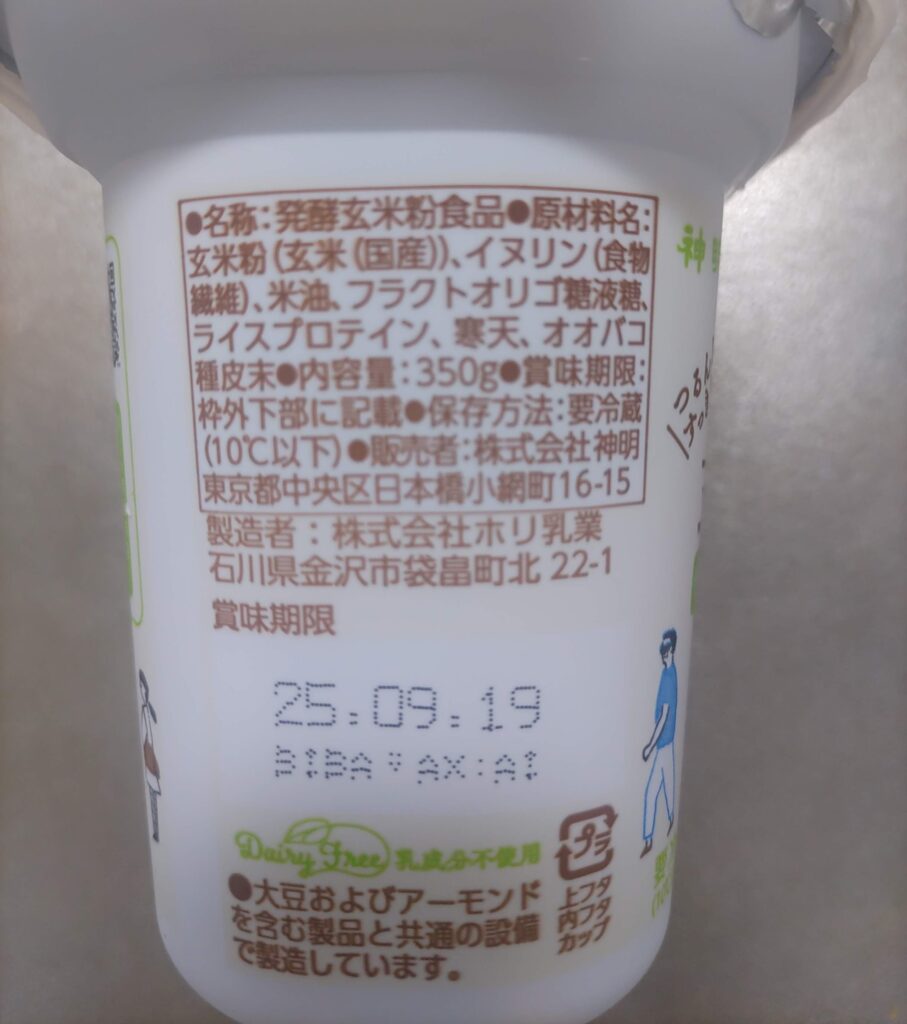 ●名称：発酵玄米粉食品●原材料名：
玄米粉（玄米（国産））、イヌリン（食物
繊維）、米油、フラクトオリゴ糖液糖、
ライスプロテイン、寒天、オオバコ
種皮末●内容量：350g●賞味期限：
枠外下部に記載●保存方法：要冷蔵
(10℃以下)●販売者：株式会社神明
東京都中央区日本橋小網町16-15
製造者：株式会社ホリ乳業
石川県金沢市袋畠町北 22-1
賞味期限
25.09.19
Dairy Free 乳成分不使用
●大豆およびアーモンド
を含む製品と共通の設備
で製造しています。
プラ
上フタ
内フタ
カップ
神